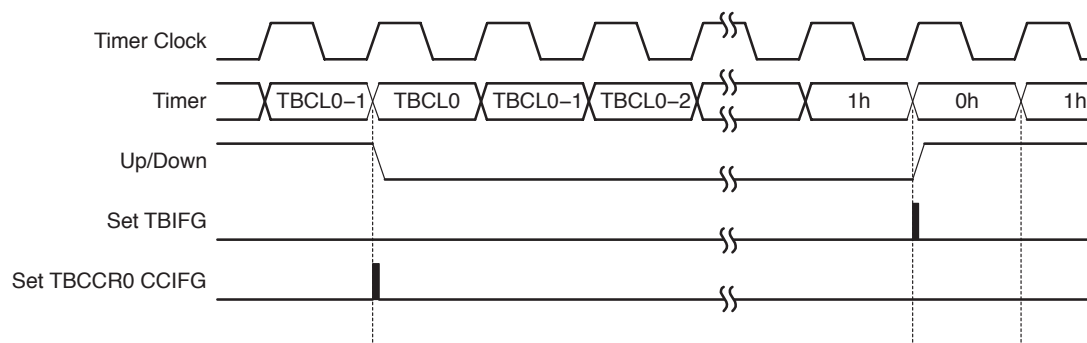 Timer Clock
Timer TBCL0−1 TBCL0 TBCL0−1 TBCL0−2 1h 0h 1h
Up/Down
Set TBIFG
Set TBCCR0 CCIFG